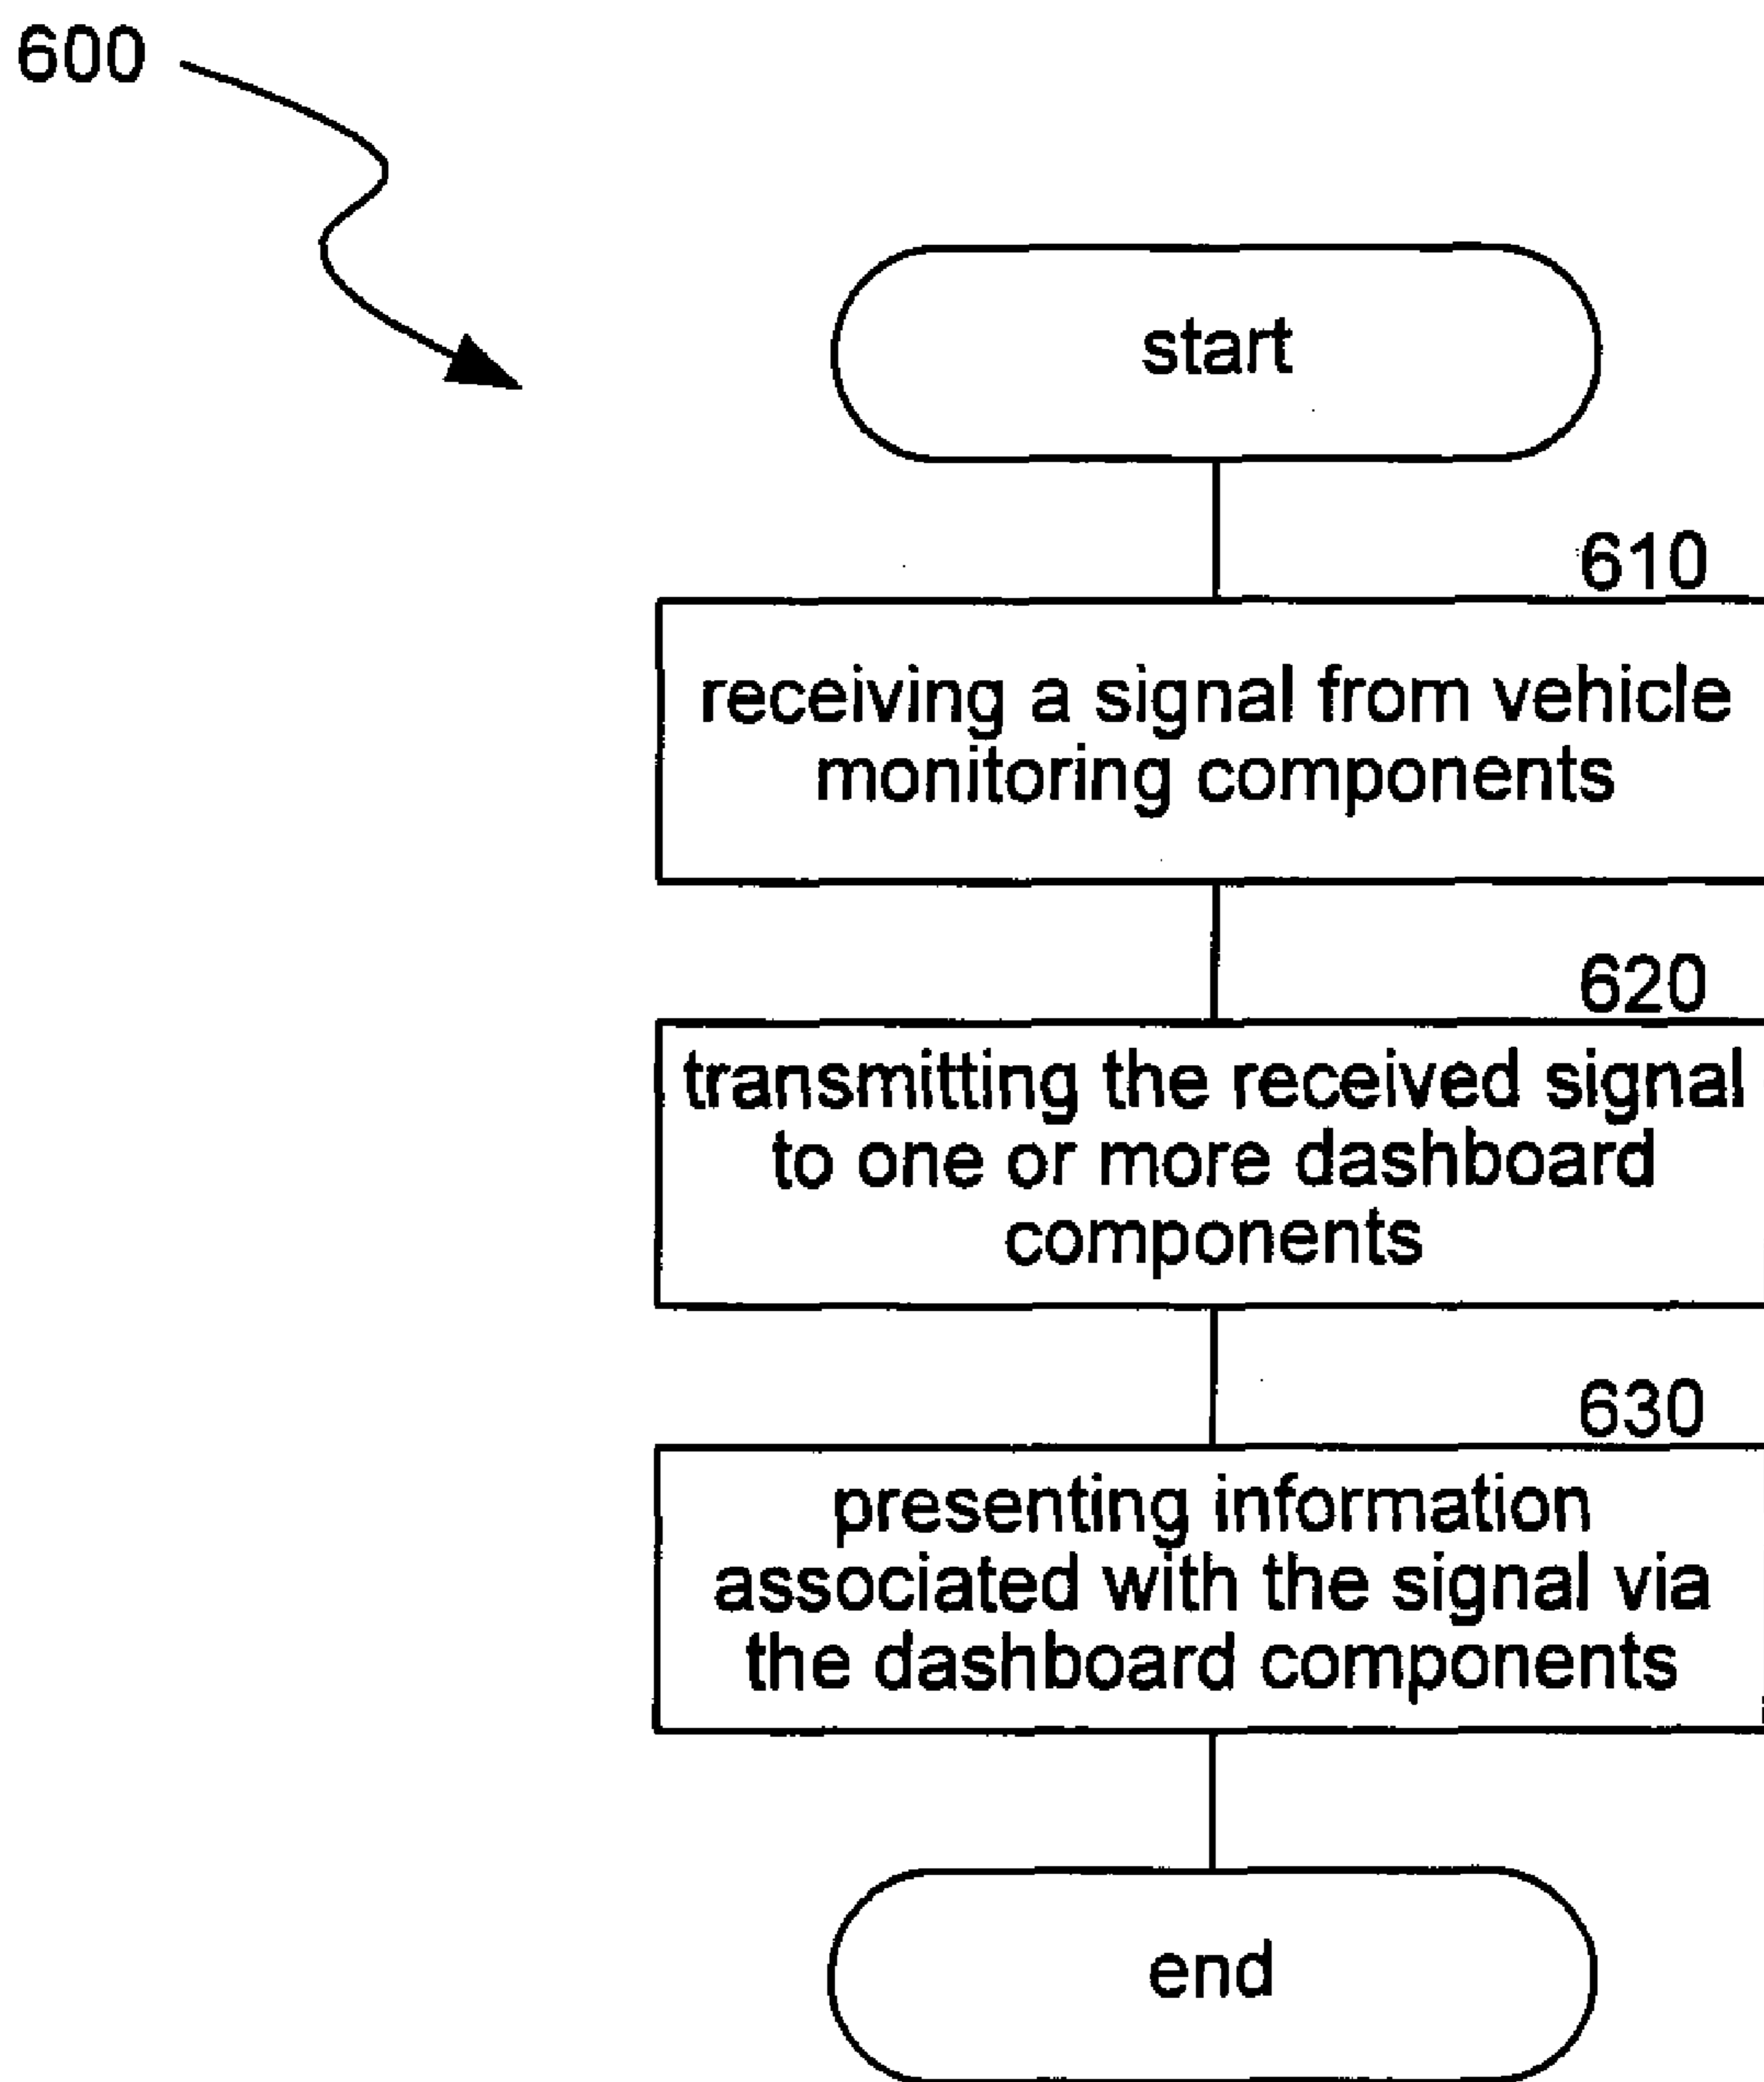 600
start
610
receiving a signal from vehicle
monitoring components
620
transmitting the received signal
to one or more dashboard
components
630
presenting information
associated with the signal via
the dashboard components
end